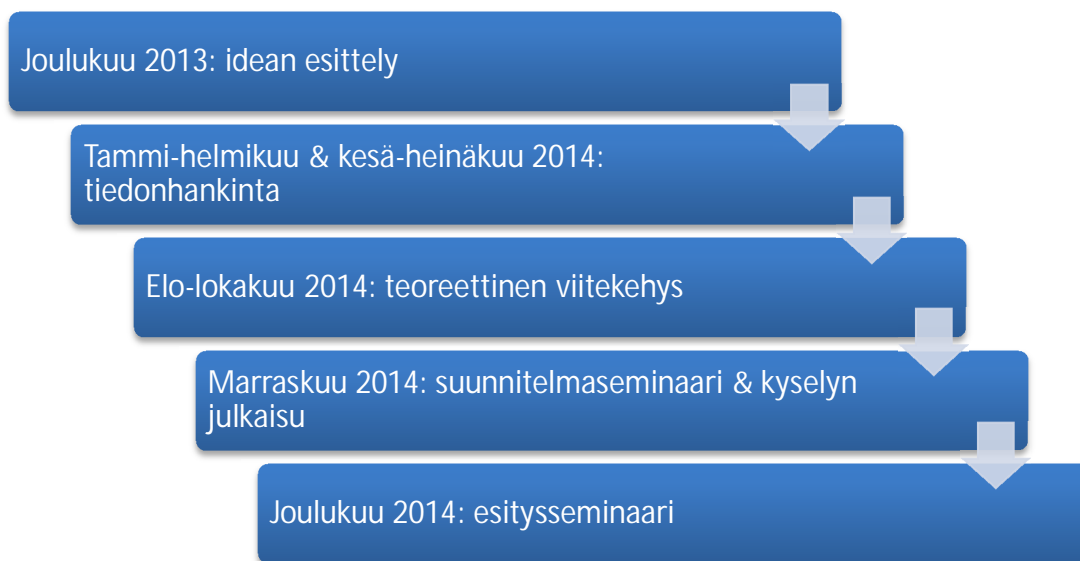 Joulukuu 2013: idean esittely
Tammi-helmikuu & kesä-heinäkuu 2014:
tiedonhankinta
Elo-lokakuu 2014: teoreettinen viitekehys
Marraskuu 2014: suunnitelmaseminaari & kyselyn
julkaisu
Joulukuu 2014: esitysseminaari